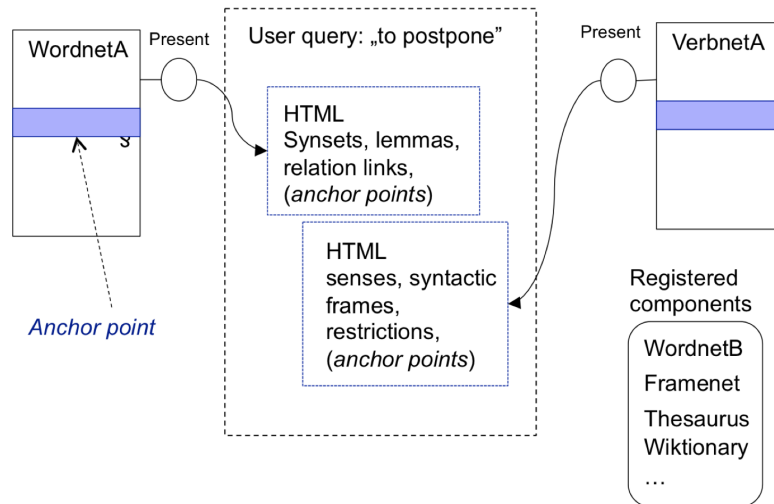 WordnetA
Present
User query: „to postpone”
Present
VerbnetA
HTML
Synsets, lemmas,
relation links,
(anchor points)
HTML
senses, syntactic
frames,
restrictions,
(anchor points)
Anchor point
Registered
components
WordnetB
Framenet
Thesaurus
Wiktionary
…